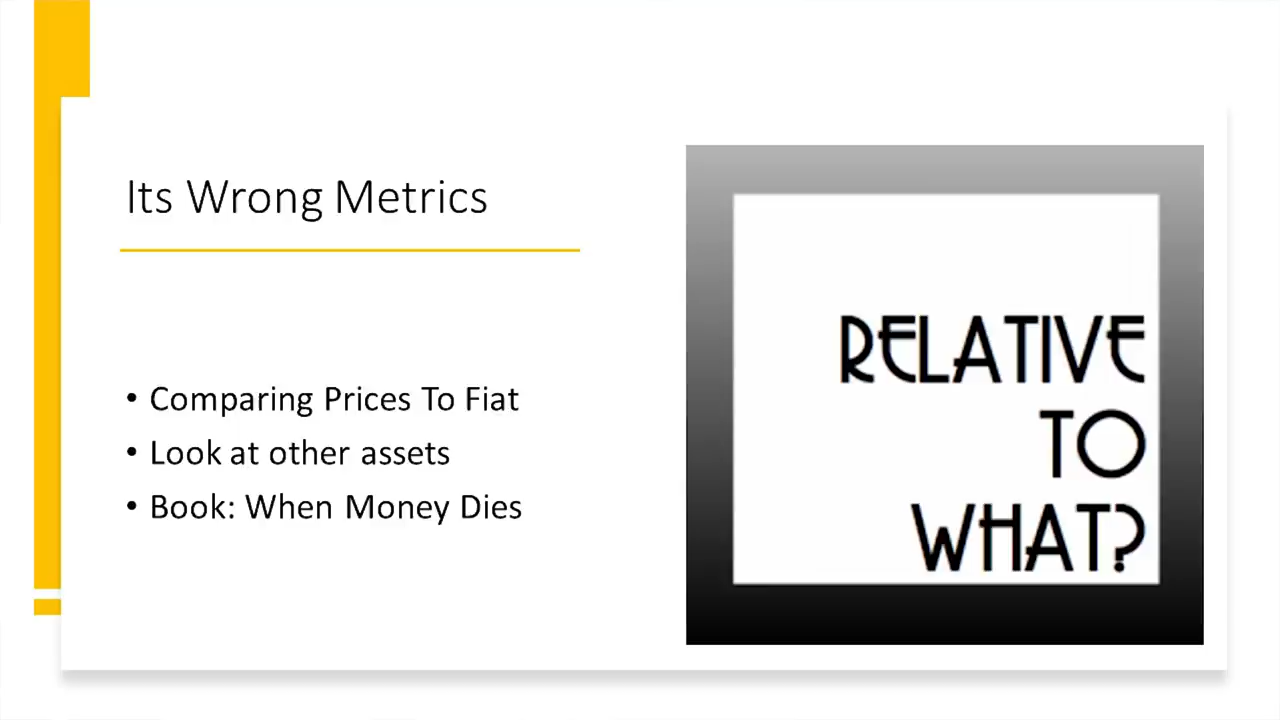 Its Wrong Metrics
• Comparing Prices To Fiat
• Look at other assets
• Book: When Money Dies
RELATIVE
TO
WHAT?